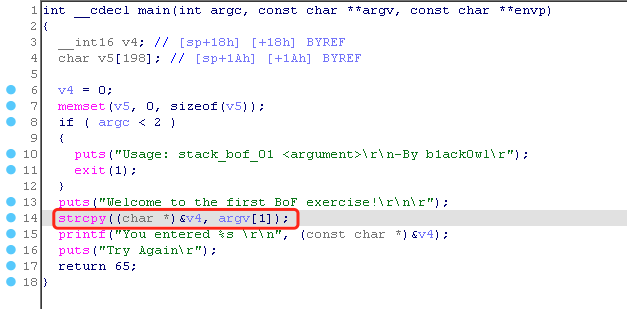 1 int __cdecl main(int argc, const char **argv, const char **envp)
2 {
3 __int16 v4; // [sp+18h] [+18h] BYREF
4 char v5[198]; // [sp+1Ah] [+1Ah] BYREF
5
6 v4 = 0;
7 memset(v5, 0, sizeof(v5));
8 if ( argc < 2 )
9 {
10 puts("Usage: stack_bof_01 <argument>\r\n-By b1ackOwl\r");
11 exit(1);
12 }
13 puts("Welcome to the first BoF exercise!\r\n\r");
14 strcpy((char *)&v4, argv[1]);
15 printf("You entered %s \r\n", (const char *)&v4);
16 puts("Try Again\r");
17 return 65;
18 }